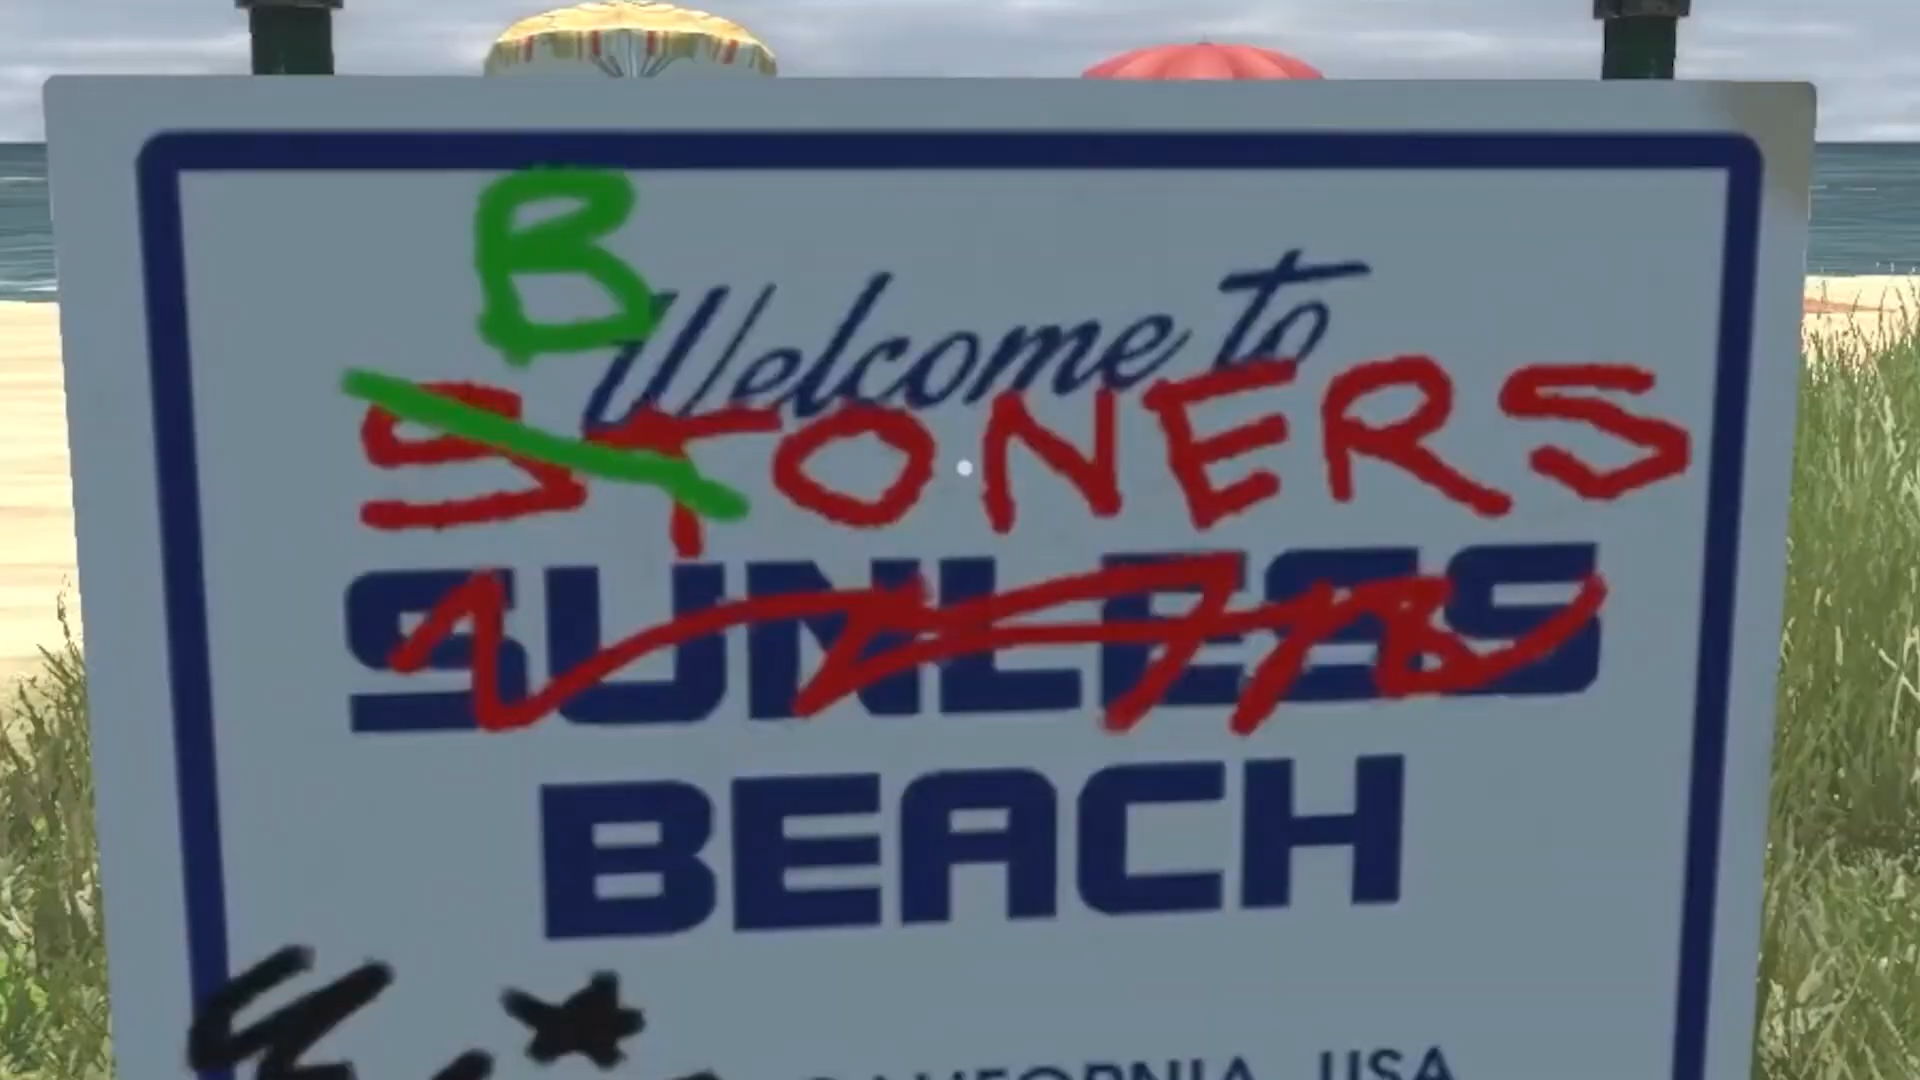 B
Welcome to
STONERS
SUNLESS
BEACH
CALIFORNIA, USA